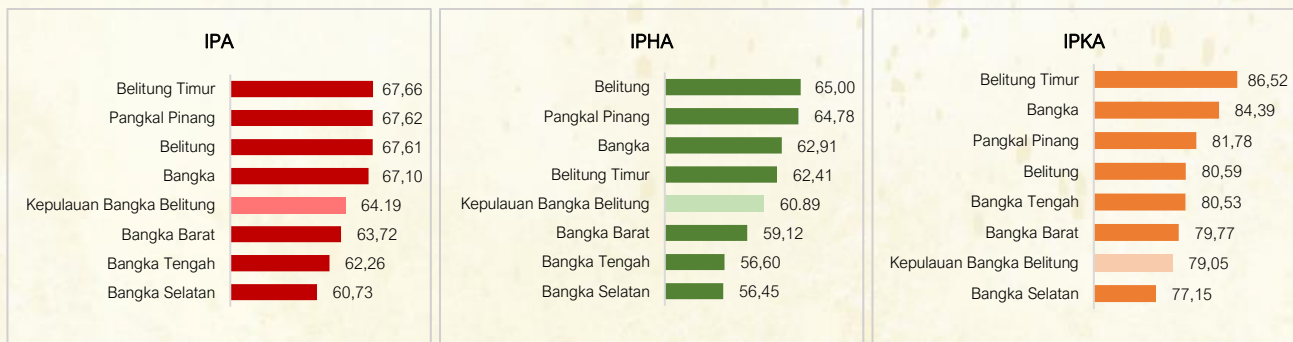 IPA
Belitung Timur 67,66
Pangkal Pinang 67,62
Belitung 67,61
Bangka 67,10
Kepulauan Bangka Belitung 64.19
Bangka Barat 63,72
Bangka Tengah 62,26
Bangka Selatan 60,73
IPHA
Belitung 65,00
Pangkal Pinang 64,78
Bangka 62,91
Belitung Timur 62,41
Kepulauan Bangka Belitung 60.89
Bangka Barat 59,12
Bangka Tengah 56,60
Bangka Selatan 56,45
IPKA
Belitung Timur 86,52
Bangka 84,39
Pangkal Pinang 81,78
Belitung 80,59
Bangka Tengah 80,53
Bangka Barat 79,77
Kepulauan Bangka Belitung 79,05
Bangka Selatan 77,15